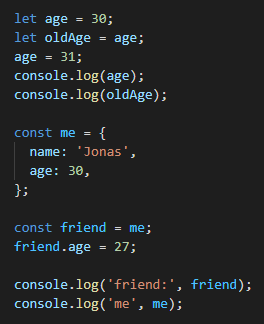 let age = 30;
let oldAge = age;
age = 31;
console.log(age);
console.log(oldAge);

const me = {
  name: 'Jonas',
  age: 30,
};

const friend = me;
friend.age = 27;

console.log('friend:', friend);
console.log('me', me);